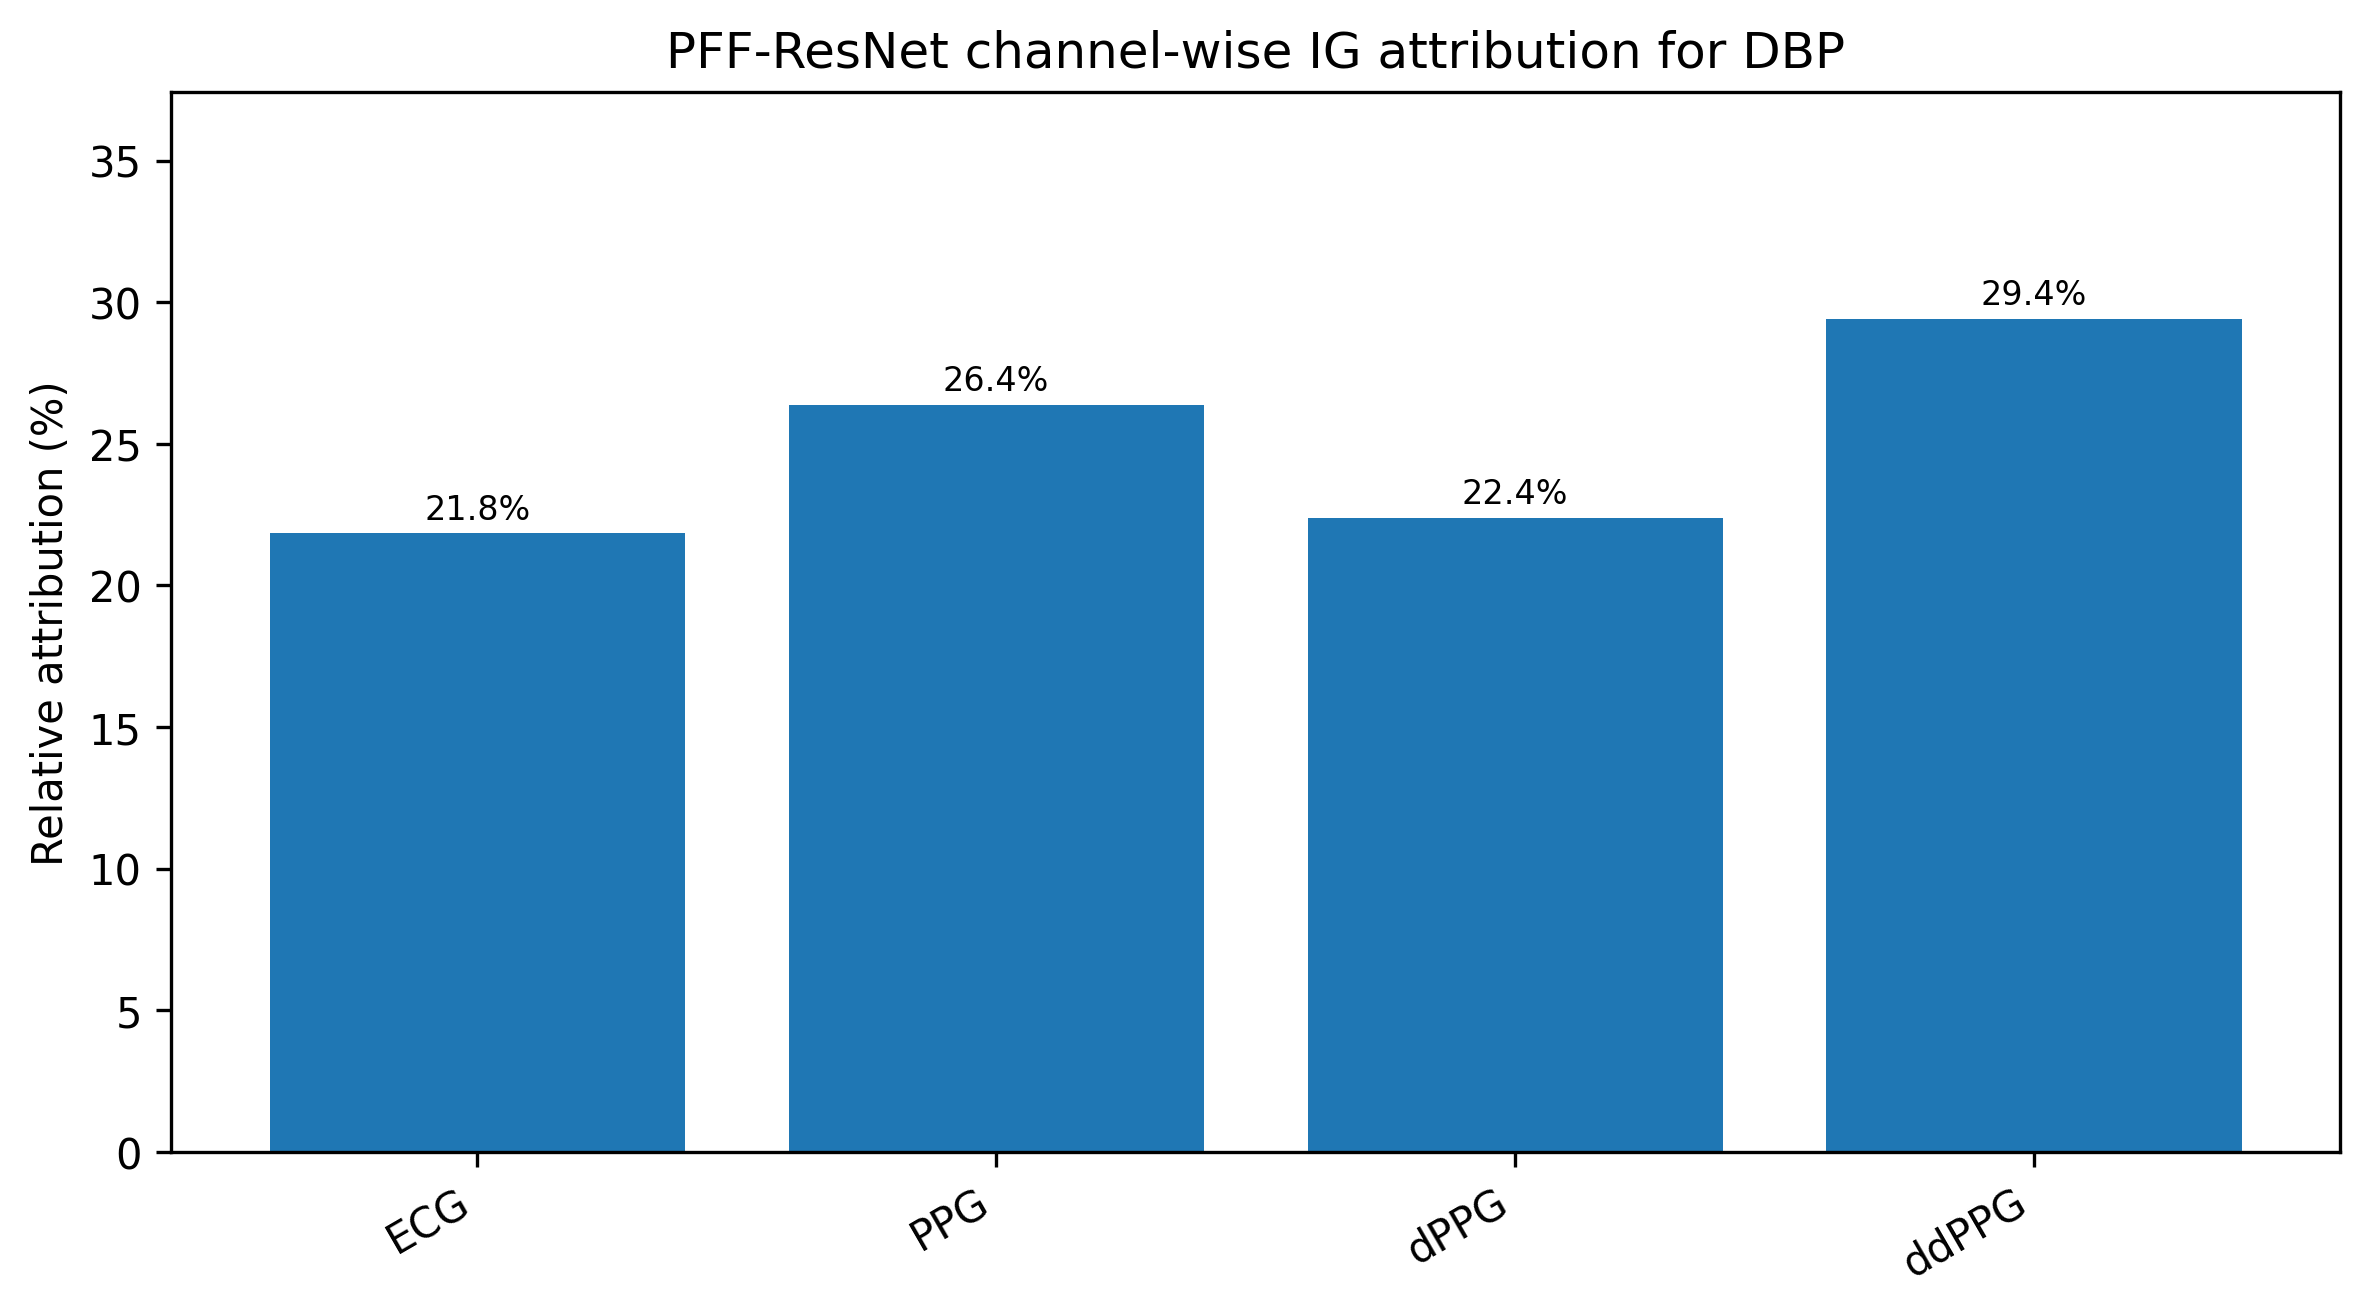 PFF-ResNet channel-wise IG attribution for DBP
Relative attribution (%)
35
30
25
20
15
10
5
0
21.8%
26.4%
22.4%
29.4%
ECG
PPG
dPPG
ddPPG